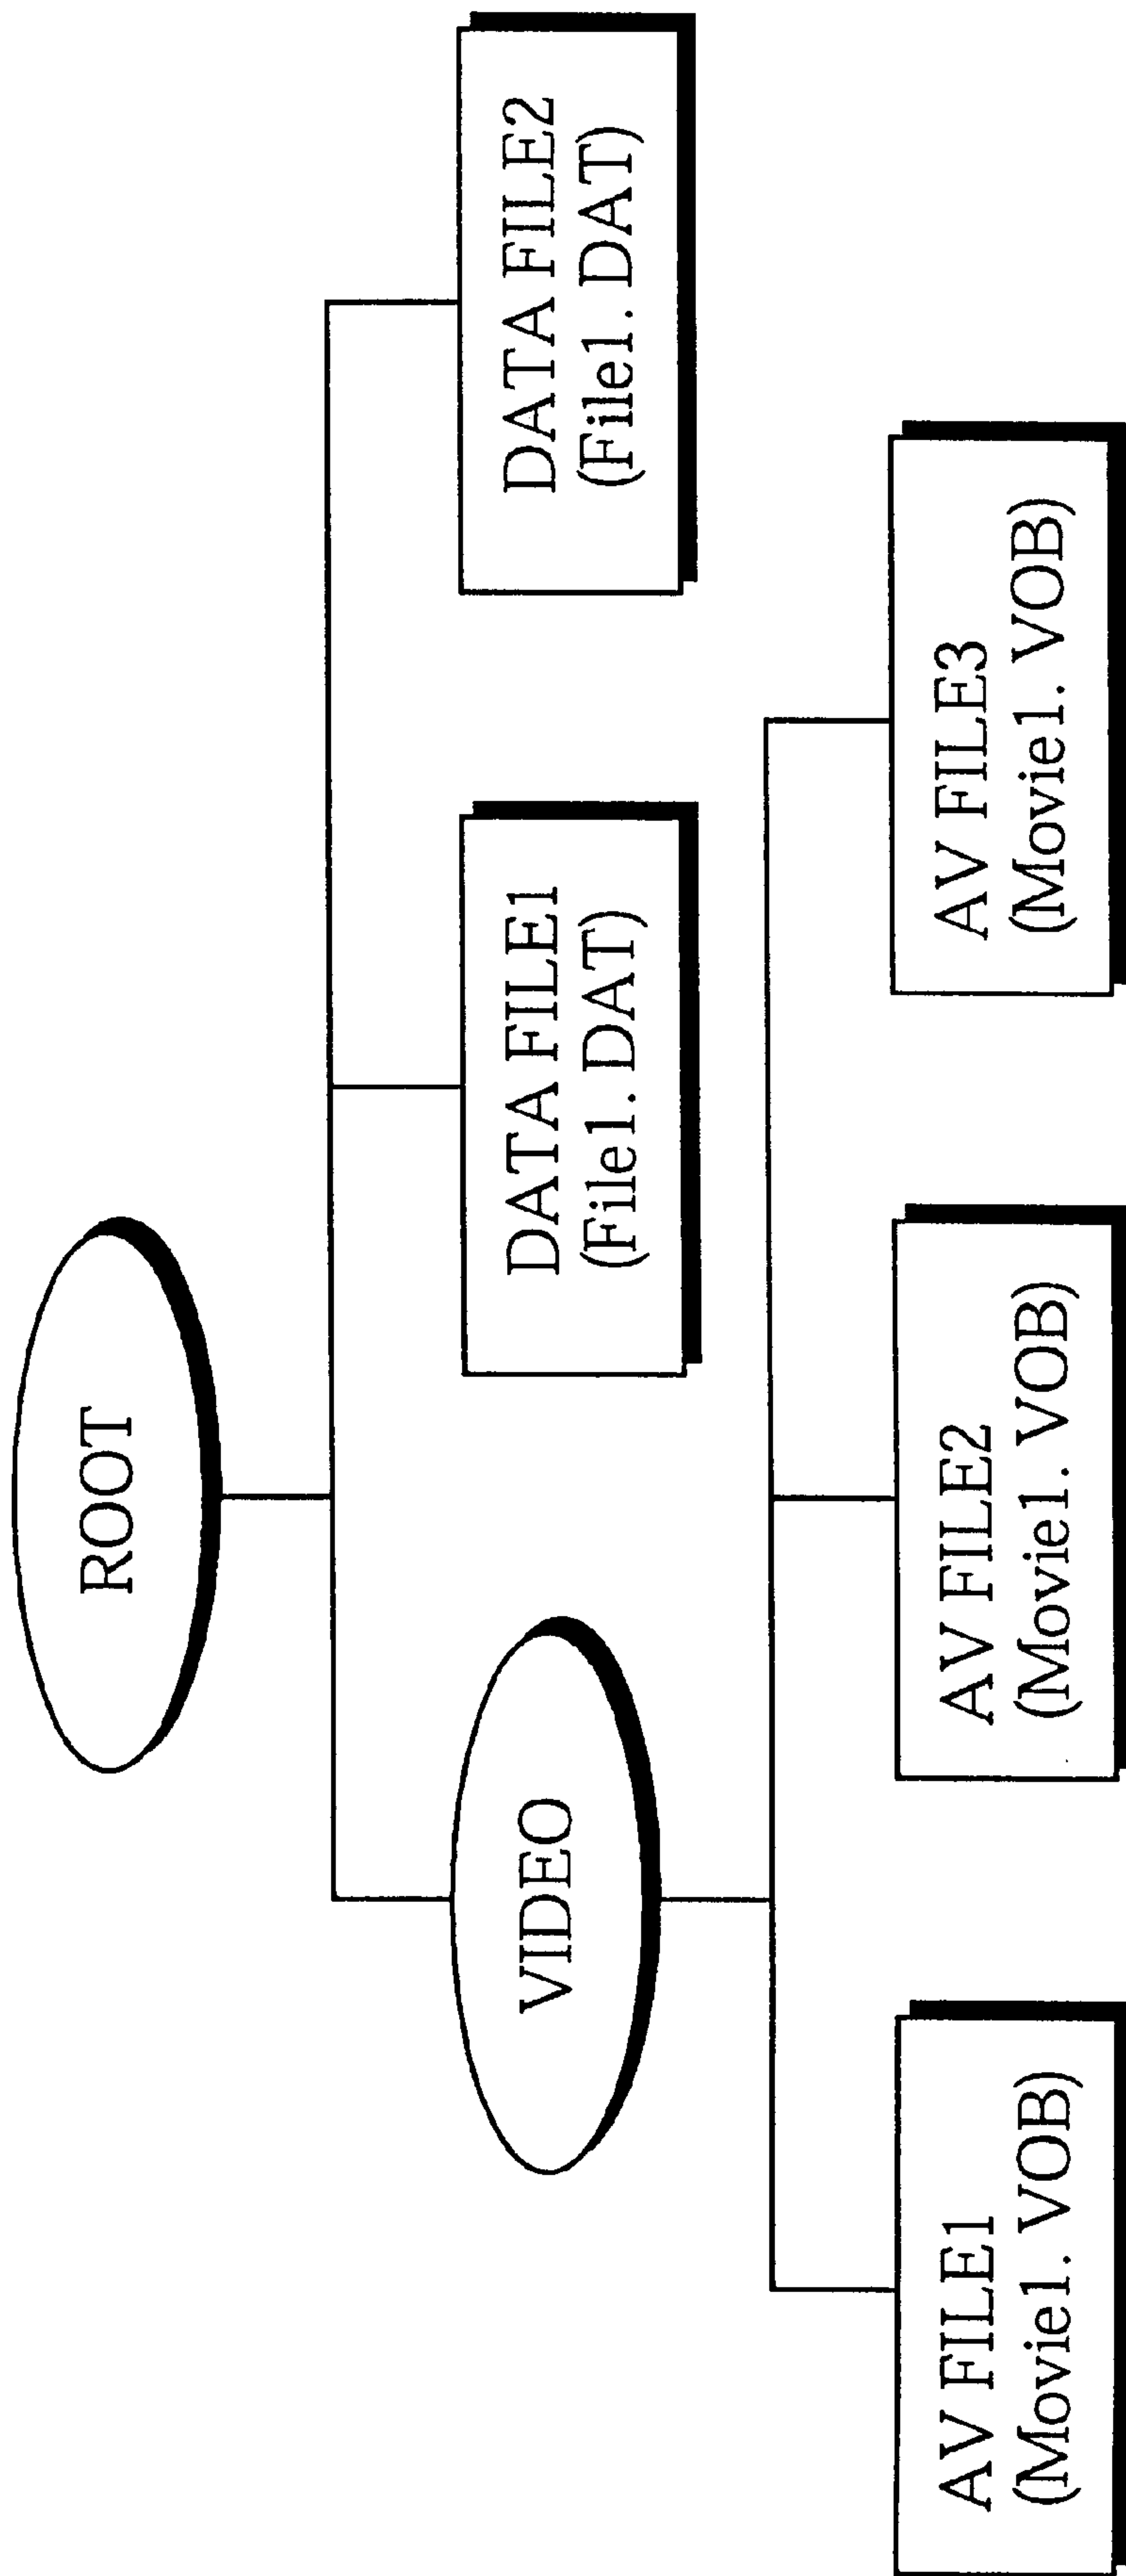 ROOT
VIDEO
DATA FILE1
(File1. DAT)
DATA FILE2
(File1. DAT)
AV FILE1
(Movie1. VOB)
AV FILE2
(Movie1. VOB)
AV FILE3
(Movie1. VOB)